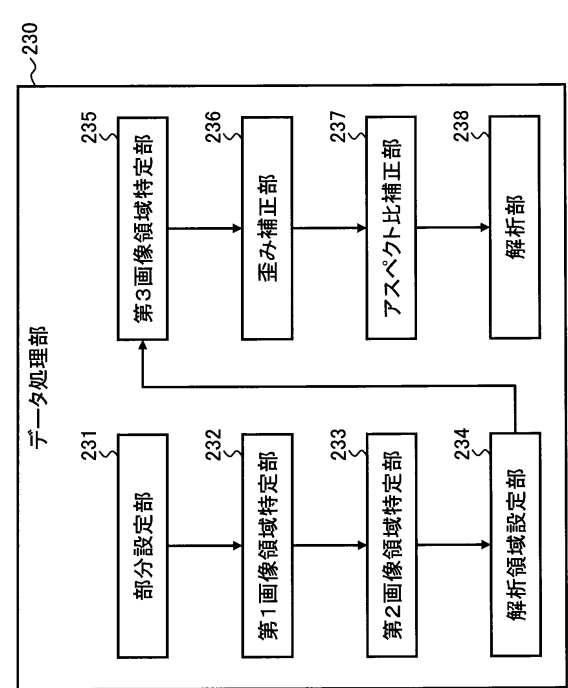 データ処理部
230
231
部分設定部
232
第1画像領域特定部
233
第2画像領域特定部
234
解析領域設定部
235
第3画像領域特定部
236
歪み補正部
237
アスペクト比補正部
238
解析部